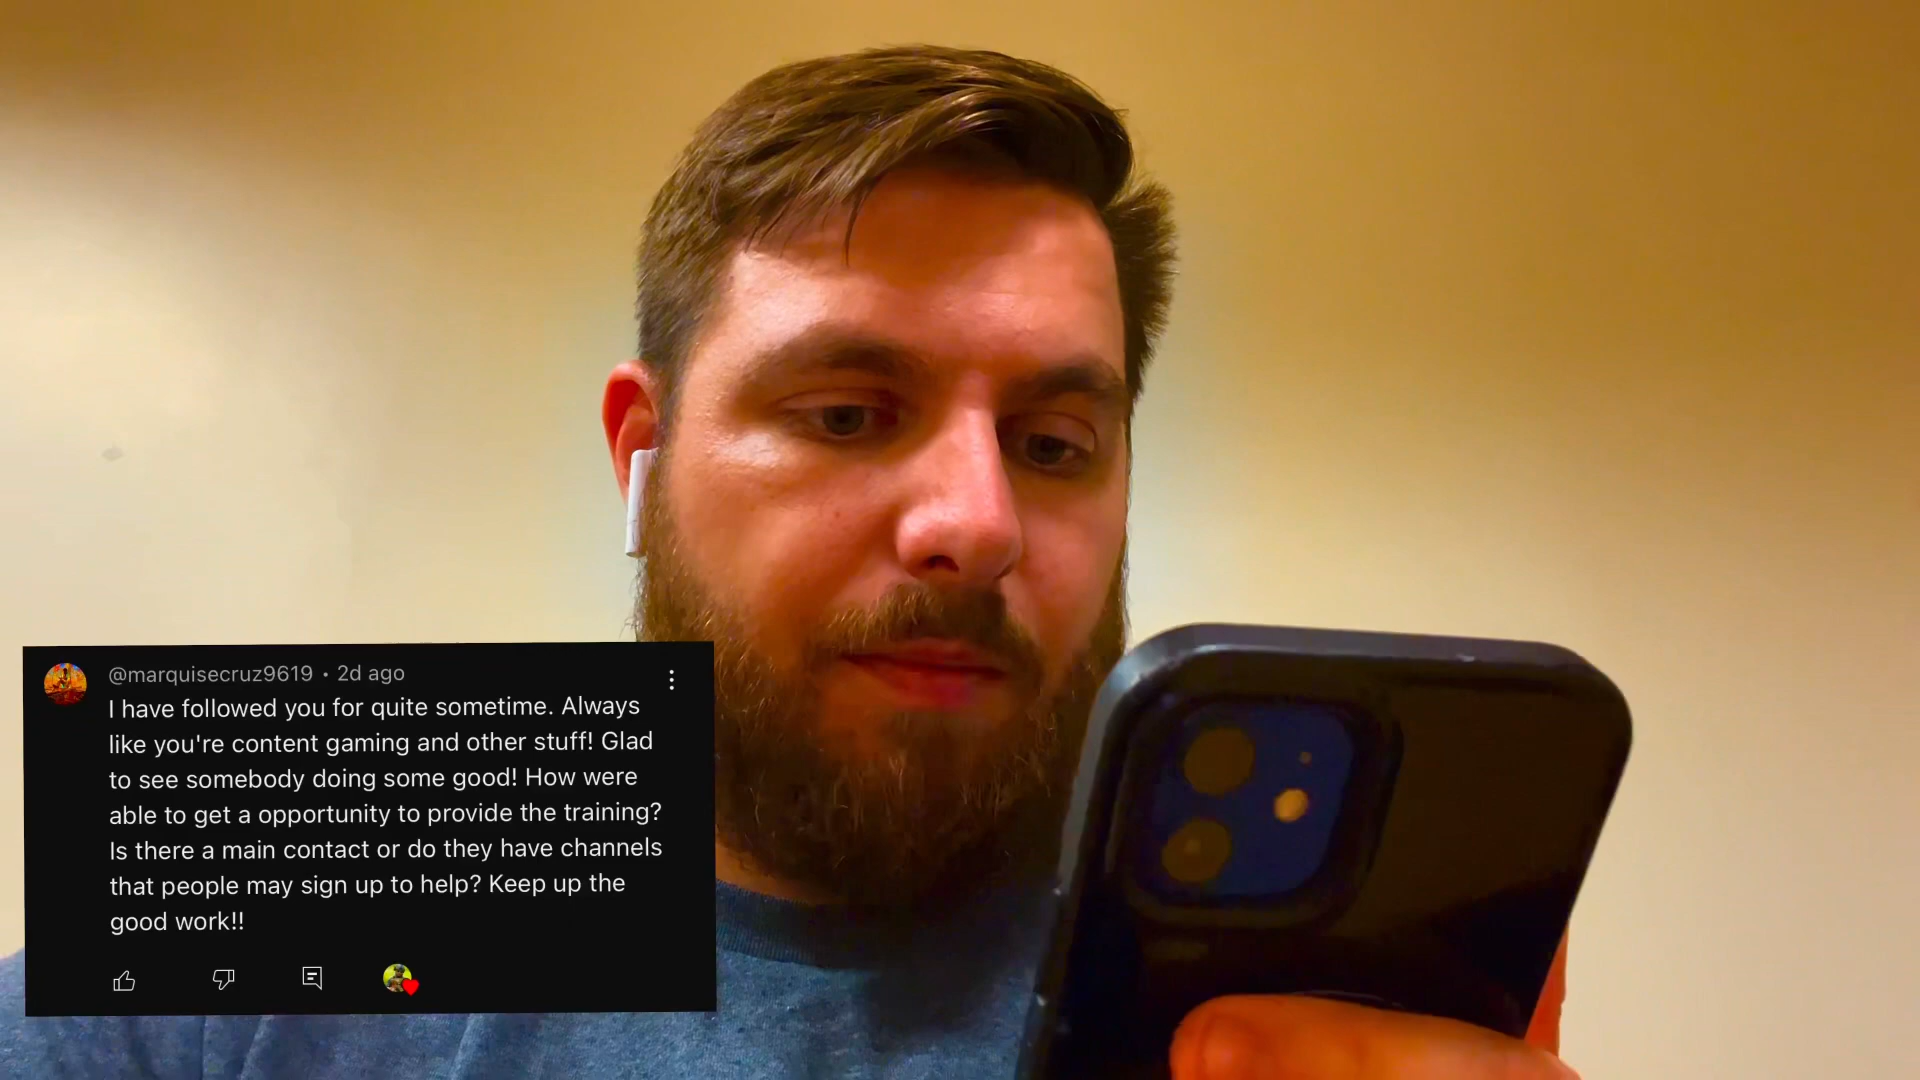 @marquisecruz9619 • 2d ago
I have followed you for quite sometime. Always
like you're content gaming and other stuff! Glad
to see somebody doing some good! How were
able to get a opportunity to provide the training?
Is there a main contact or do they have channels
that people may sign up to help? Keep up the
good work!!